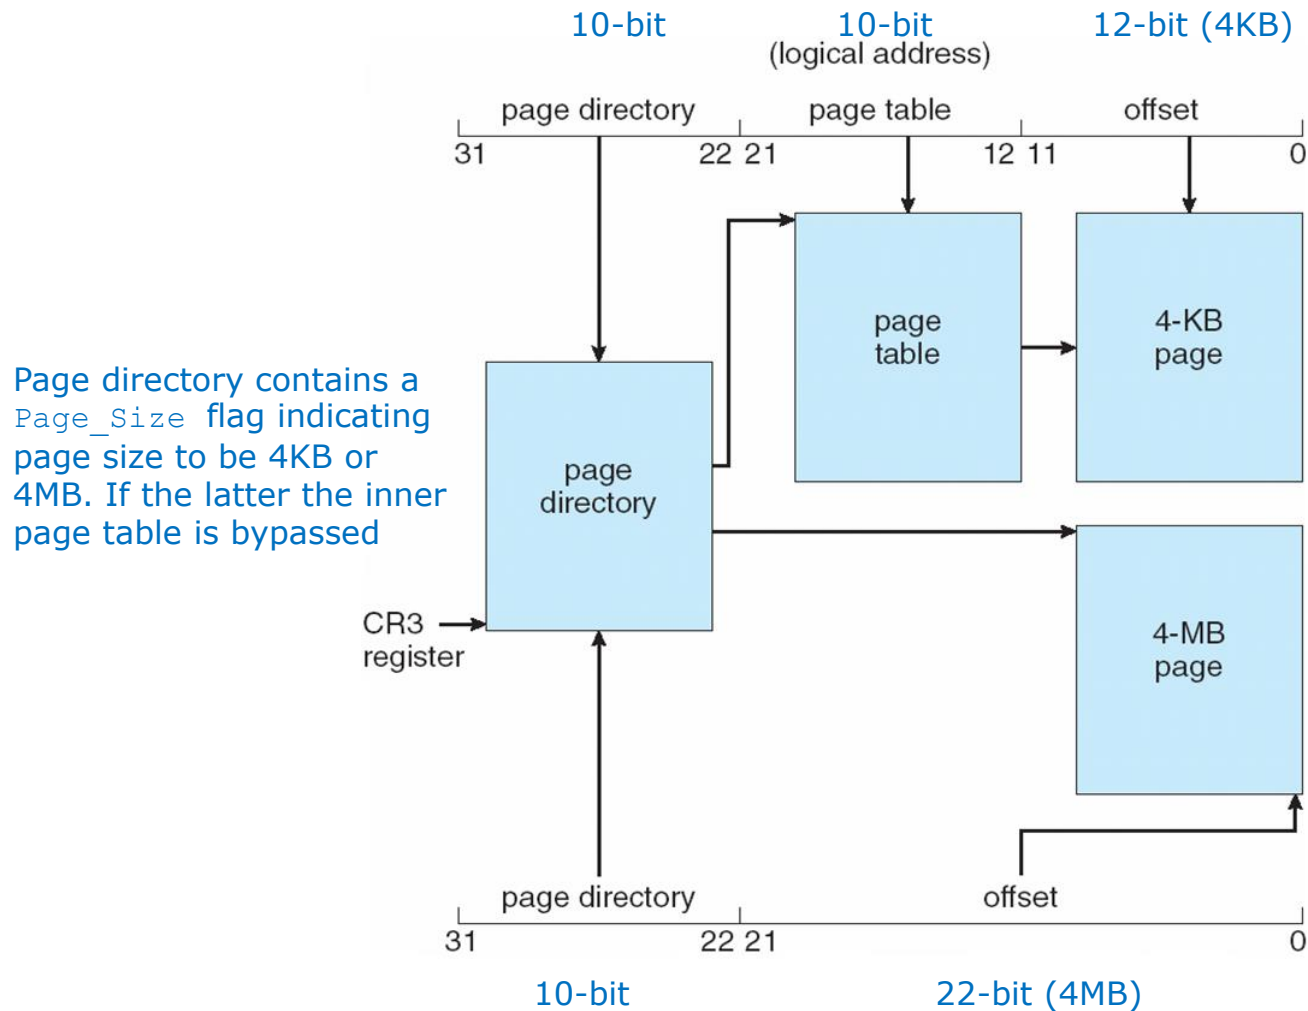 10-bit 10-bit 12-bit (4KB)
(logical address)
page directory page table offset
31 22 21 12 11 0
page
table
4-KB
page
Page directory contains a
Page_Size flag indicating
page size to be 4KB or
4MB. If the latter the inner
page table is bypassed
page
directory
CR3
register
4-MB
page
page directory offset
31 22 21 0
10-bit 22-bit (4MB)